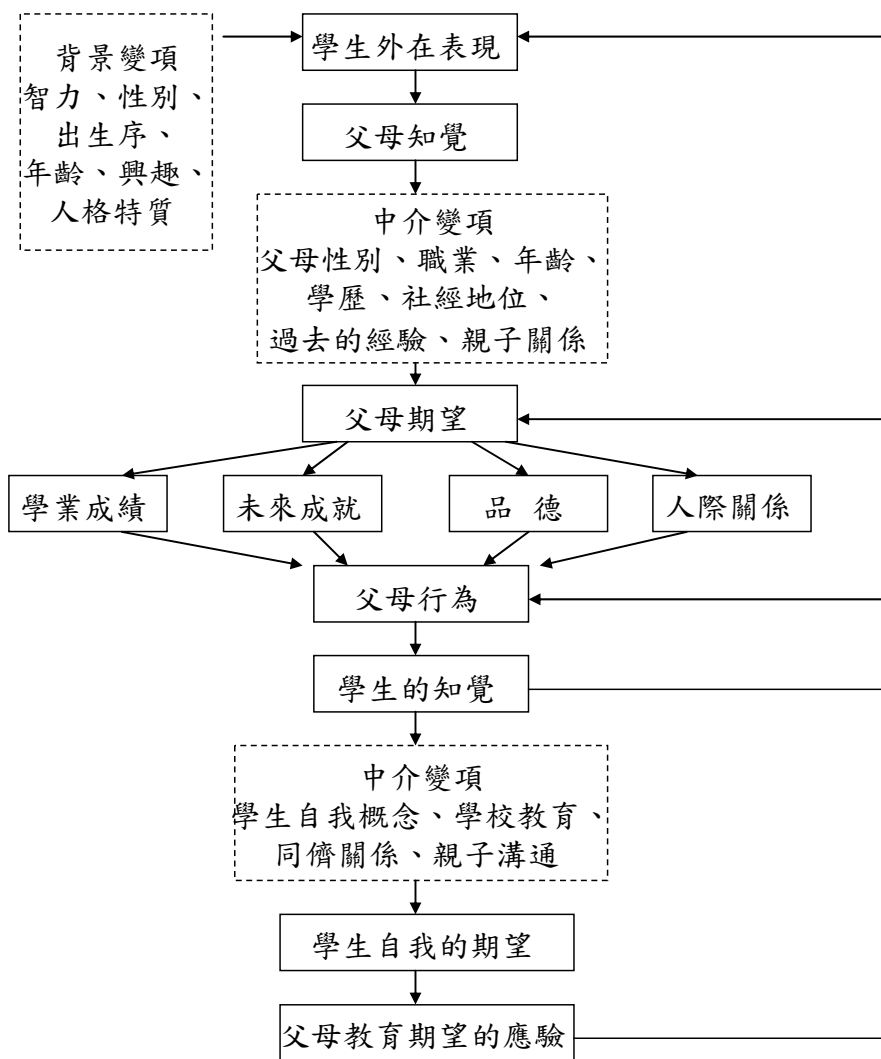 學生外在表現
背景變項
智力、性別、
出生序、
年齡、興趣、
人格特質
父母知覺
中介變項
父母性別、職業、年齡、
學歷、社經地位、
過去的經驗、親子關係
父母期望
學業成績
未來成就
品 德
人際關係
父母行為
學生的知覺
中介變項
學生自我概念、學校教育、
同儕關係、親子溝通
學生自我的期望
父母教育期望的應驗